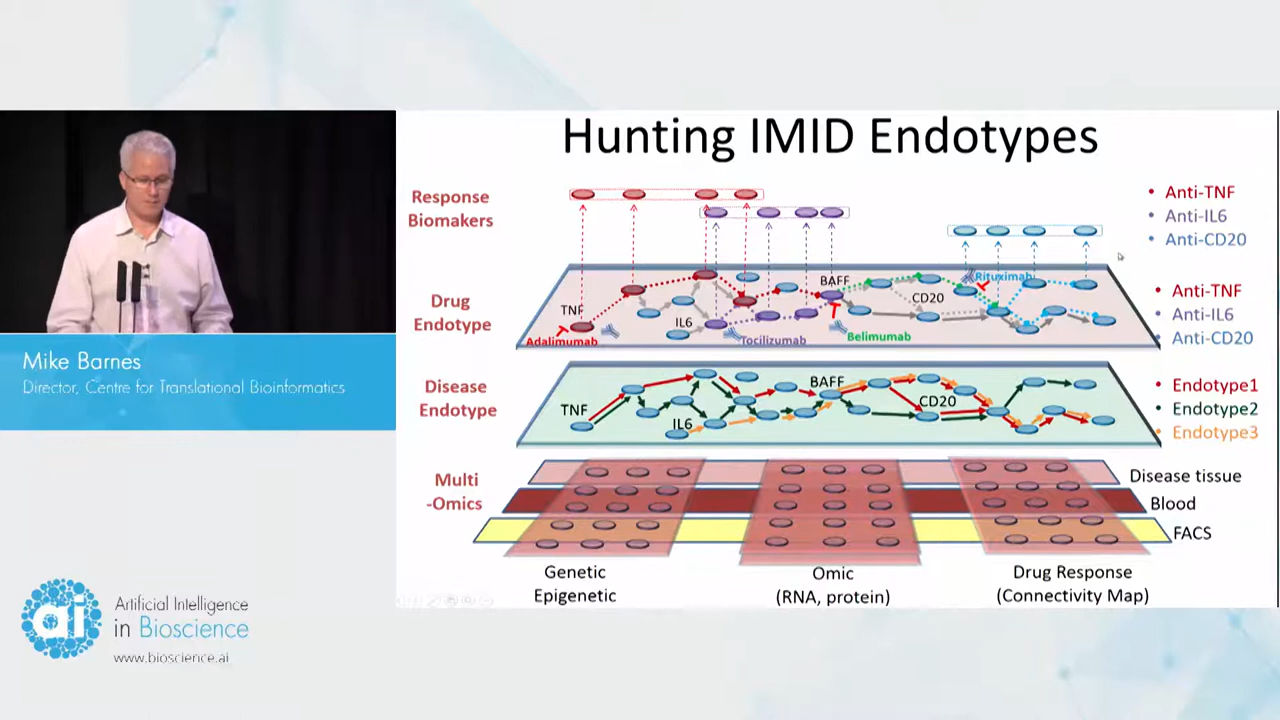 Hunting IMID Endotypes
Response
Biomakers
• Anti-TNF
• Anti-IL6
• Anti-CD20
Drug
Endotype
TNF
IL6
BAFF
CD20
Rituximab
Adalimumab
Tocilizumab
Belimumab
• Anti-TNF
• Anti-IL6
• Anti-CD20
Disease
Endotype
TNF
IL6
BAFF
CD20
• Endotype1
• Endotype2
• Endotype3
Multi
-Omics
Disease tissue
Blood
FACS
Genetic
Epigenetic
Omic
(RNA, protein)
Drug Response
(Connectivity Map)
Mike Barnes
Director, Centre for Translational Bioinformatics
ai
Artificial Intelligence
in Bioscience
www.bioscience.ai